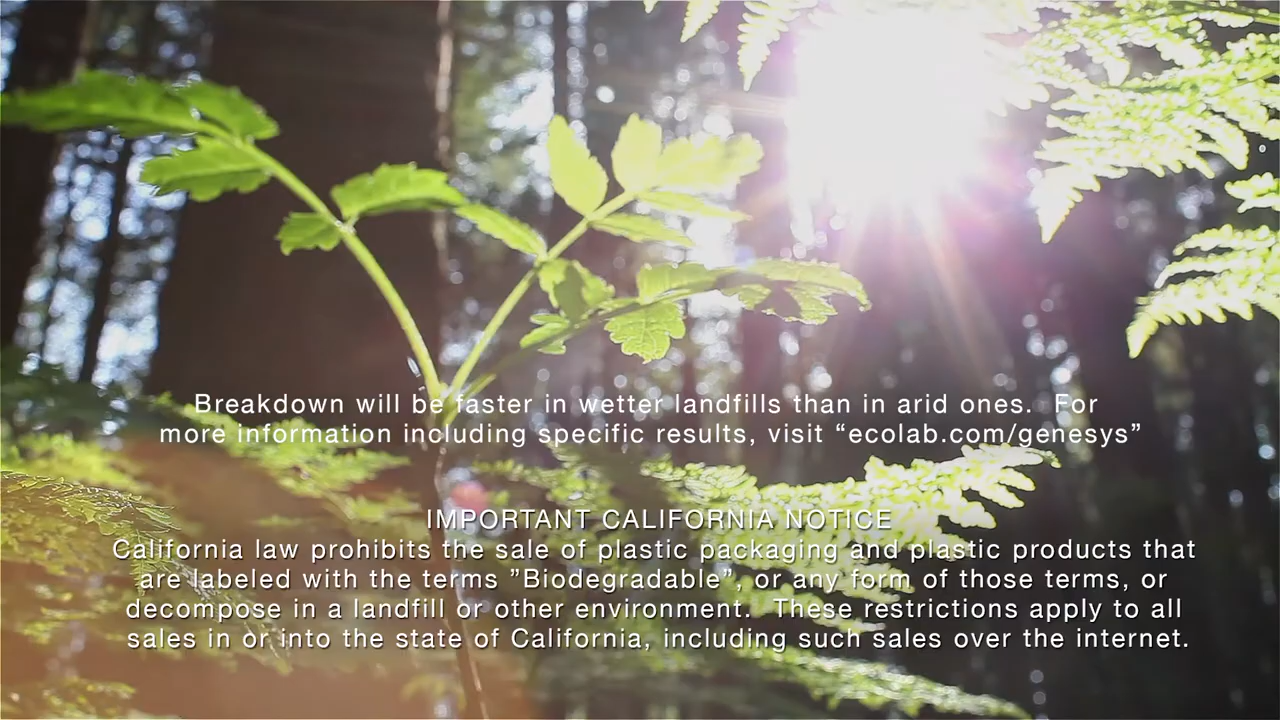 Breakdown will be faster in wetter landfills than in arid ones.  For
more information including specific results, visit “ecolab.com/genesys”
IMPORTANT CALIFORNIA NOTICE
California law prohibits the sale of plastic packaging and plastic products that
are labeled with the terms ”Biodegradable”, or any form of those terms, or
decompose in a landfill or other environment.  These restrictions apply to all
sales in or into the state of California, including such sales over the internet.